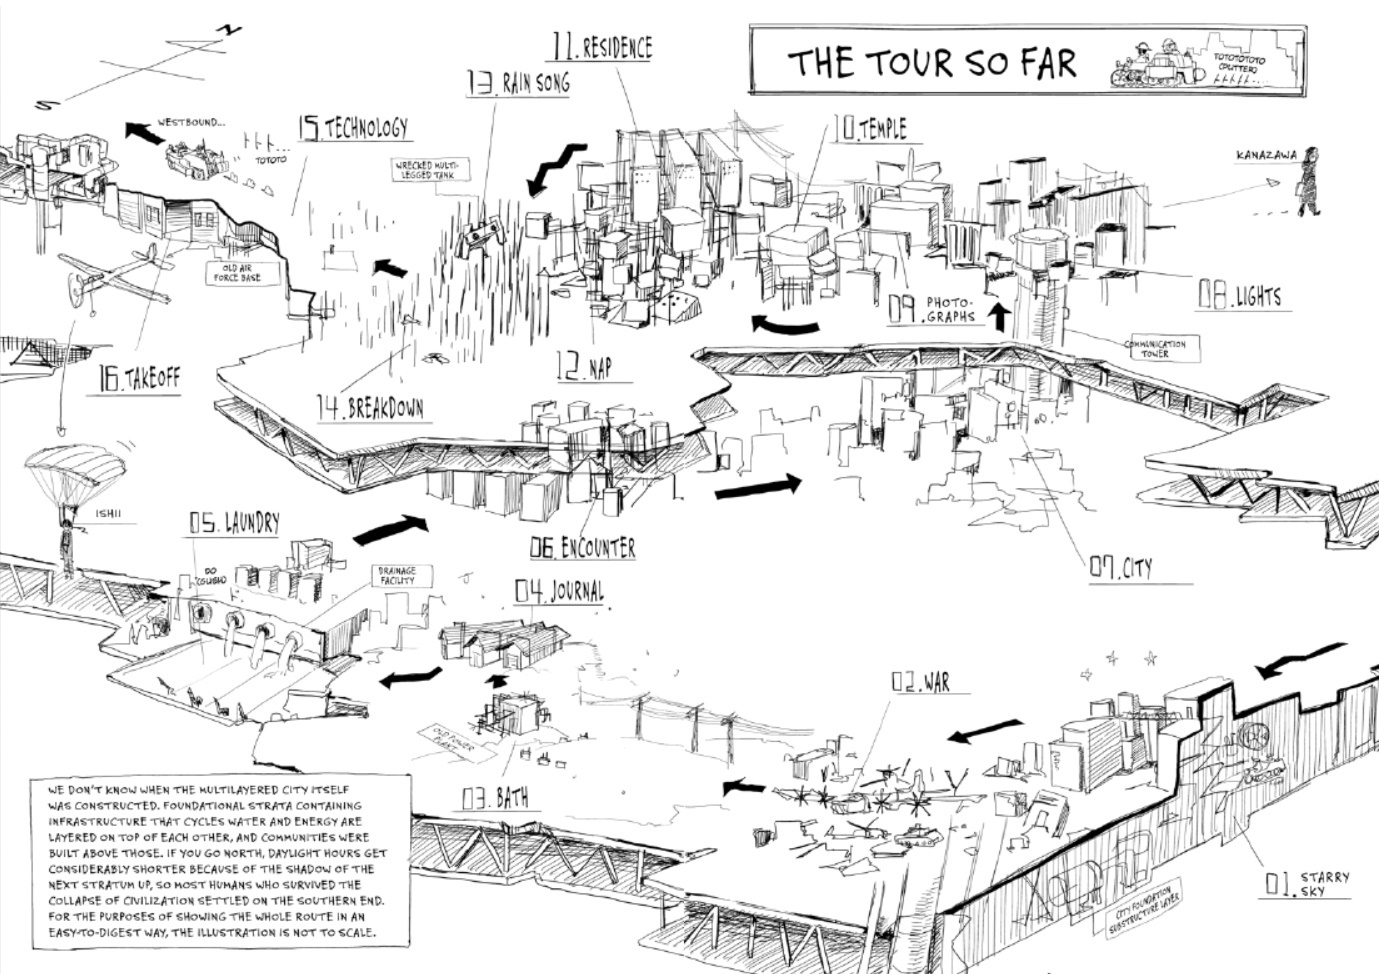 THE TOUR SO FAR
TOTOTOTOTO
(PUTTER)
N
S
WESTBOUND...
TOTOTO
15.TECHNOLOGY
13.RAIN SONG
11.RESIDENCE
10.TEMPLE
KANAZAWA
WRECKED MULTI-
LEGGED TANK
OLD AIR
FORCE BASE
09.PHOTO-
GRAPHS
08.LIGHTS
COMMUNICATION
TOWER
16.TAKEOFF
14.BREAKDOWN
12.NAP
ISHII
05.LAUNDRY
06.ENCOUNTER
07.CITY
DO
DRAINAGE
FACILITY
04.JOURNAL
02.WAR
OLD POWER
PLANT
03.BATH
01.STARRY
SKY
CITY FOUNDATION
SUBSTRUCTURE LAYER
WE DON'T KNOW WHEN THE MULTILAYERED CITY ITSELF
WAS CONSTRUCTED. FOUNDATIONAL STRATA CONTAINING
INFRASTRUCTURE THAT CYCLES WATER AND ENERGY ARE
LAYERED ON TOP OF EACH OTHER, AND COMMUNITIES WERE
BUILT ABOVE THOSE. IF YOU GO NORTH, DAYLIGHT HOURS GET
CONSIDERABLY SHORTER BECAUSE OF THE SHADOW OF THE
NEXT STRATUM UP, SO MOST HUMANS WHO SURVIVED THE
COLLAPSE OF CIVILIZATION SETTLED ON THE SOUTHERN END.
FOR THE PURPOSES OF SHOWING THE WHOLE ROUTE IN AN
EASY-TO-DIGEST WAY, THE ILLUSTRATION IS NOT TO SCALE.